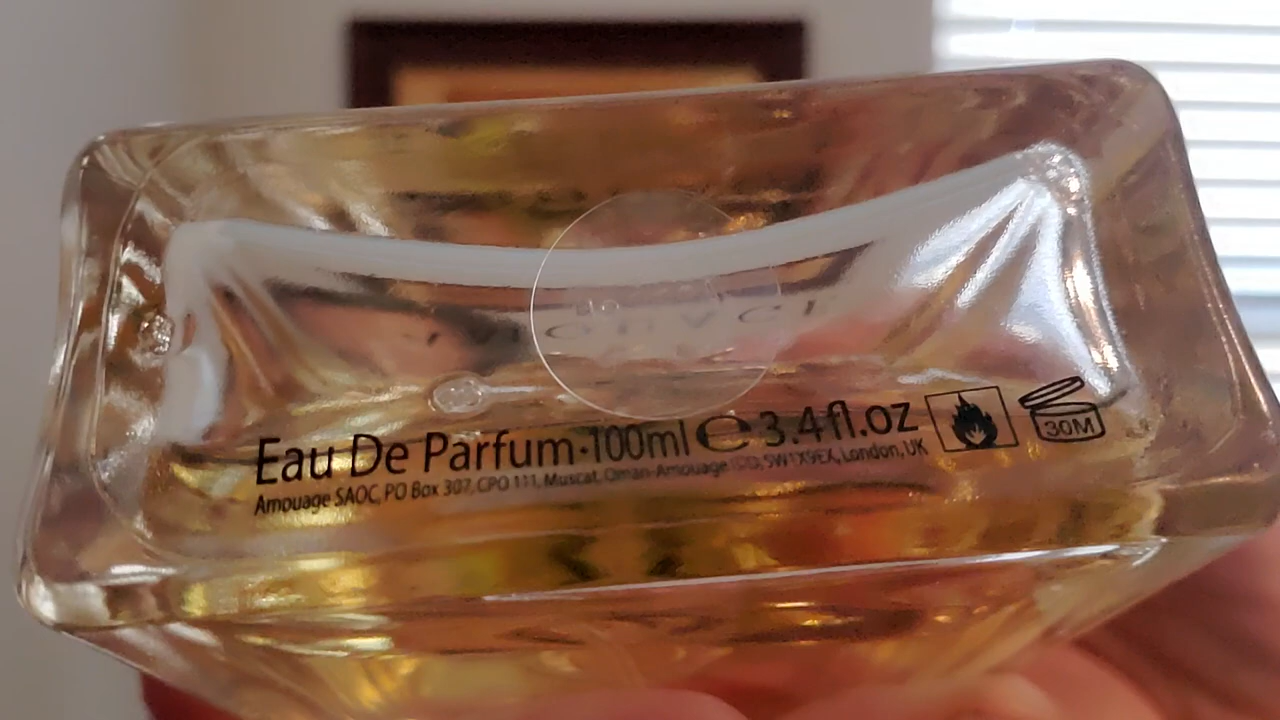 Eau De Parfum·100ml ℮ 3.4 fl.oz
30M
Amouage SAOC, PO Box 307, CPO 111, Muscat, Oman-Amouage LTD, SW1X9EX, London, UK